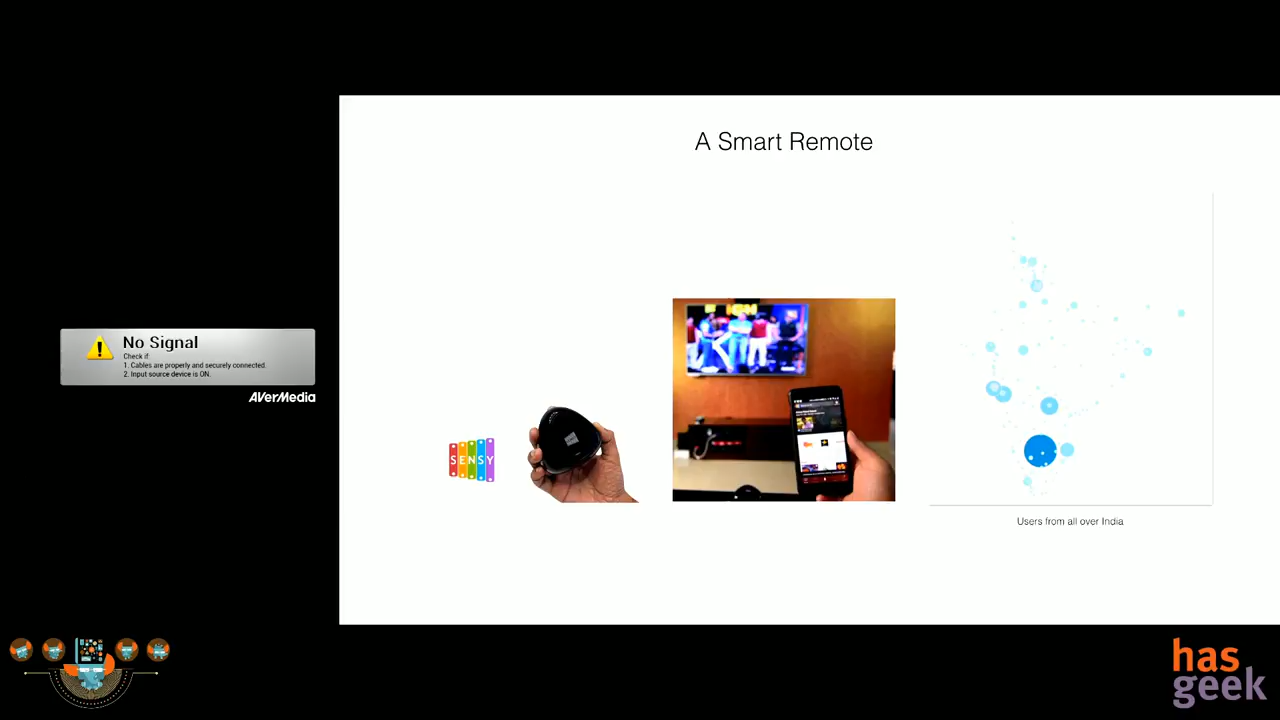 A Smart Remote
No Signal
Check if:
1. Cables are properly and securely connected.
2. Input source device is ON.
AVerMedia
SENSY
Users from all over India
has
geek